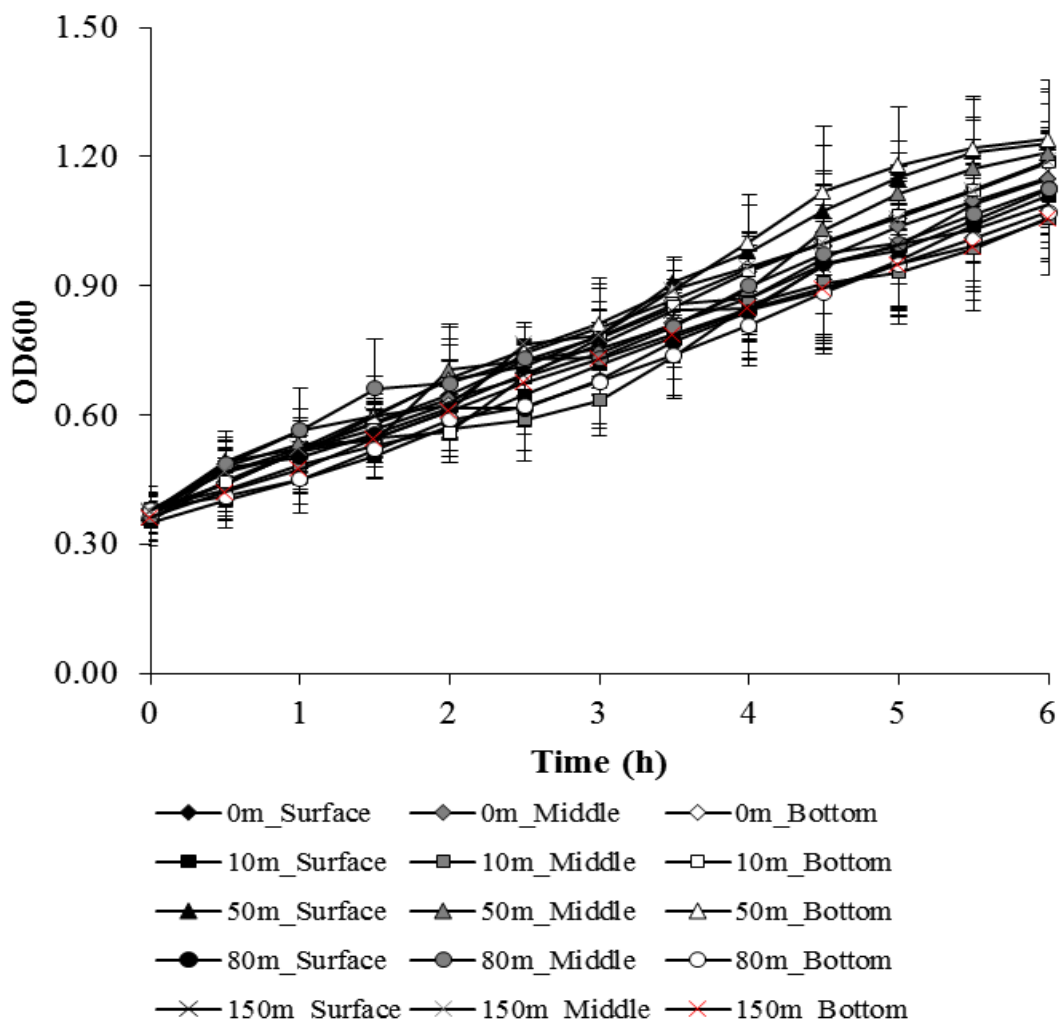 1.50
1.20
0.90
0.60
0.30
0.00
OD600
0 1 2 3 4 5 6
Time (h)
0m_Surface 0m_Middle 0m_Bottom
10m_Surface 10m_Middle 10m_Bottom
50m_Surface 50m_Middle 50m_Bottom
80m_Surface 80m_Middle 80m_Bottom
150m_Surface 150m_Middle 150m_Bottom